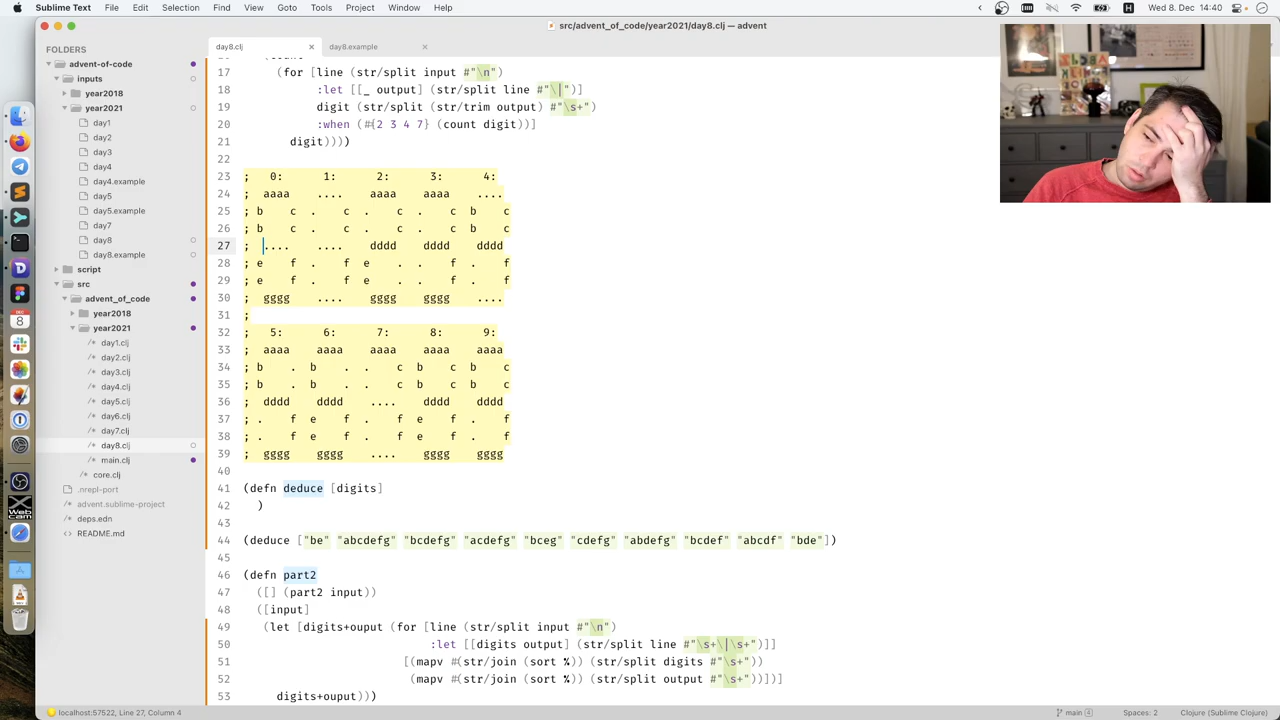 Sublime Text File Edit Selection Find View Goto Tools Project Window Help
Wed 8. Dec 14:40
src/advent_of_code/year2021/day8.clj — advent
FOLDERS
advent-of-code
inputs
year2018
year2021
day1
day2
day3
day4
day4.example
day5
day5.example
day7
day8
day8.example
script
src
advent_of_code
year2018
year2021
/* day1.clj
/* day2.clj
/* day3.clj
/* day4.clj
/* day5.clj
/* day6.clj
/* day7.clj
/* day8.clj
/* main.clj
/* core.clj
.nrepl-port
advent.sublime-project
deps.edn
README.md
day8.clj
day8.example
17 (for [line (str/split input #"\n")
18 :let [[_ output] (str/split line #"\|")]
19 digit (str/split (str/trim output) #"\s+")
20 :when (#{2 3 4 7} (count digit))]
21 digit))))
22
23 ; 0: 1: 2: 3: 4:
24 ; aaaa .... aaaa aaaa ....
25 ; b c . c . c . c b c
26 ; b c . c . c . c b c
27 ; .... .... dddd dddd dddd
28 ; e f . f e . . f . f
29 ; e f . f e . . f . f
30 ; gggg .... gggg gggg ....
31 ;
32 ; 5: 6: 7: 8: 9:
33 ; aaaa aaaa aaaa aaaa aaaa
34 ; b . b . . c b c b c
35 ; b . b . . c b c b c
36 ; dddd dddd .... dddd dddd
37 ; . f e f . f e f . f
38 ; . f e f . f e f . f
39 ; gggg gggg .... gggg gggg
40
41 (defn deduce [digits]
42 )
43
44 (deduce ["be" "abcdefg" "bcdefg" "acdefg" "bceg" "cdefg" "abdefg" "bcdef" "abcdf" "bde"])
45
46 (defn part2
47 ([] (part2 input))
48 ([input]
49 (let [digits+ouput (for [line (str/split input #"\n")
50 :let [[digits output] (str/split line #"\s+\|\s+")]]
51 [(mapv #(str/join (sort %)) (str/split digits #"\s+"))
52 (mapv #(str/join (sort %)) (str/split output #"\s+"))])]
53 digits+ouput)))
localhost:57522, Line 27, Column 4
main 4
Spaces: 2
Clojure (Sublime Clojure)